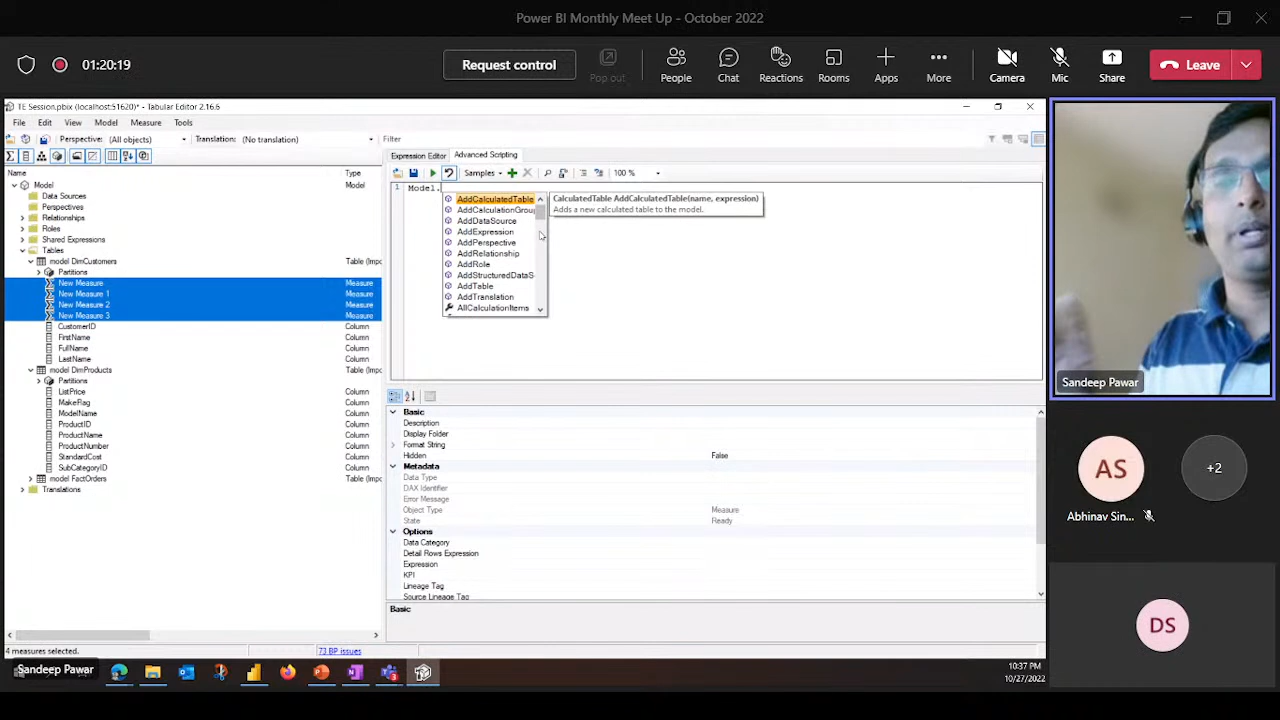 Power BI Monthly Meet Up - October 2022
01:20:19
Request control
Pop out
People
Chat
Reactions
Rooms
Apps
More
Camera
Mic
Share
Leave
TE Session.pbix (localhost:51620)* - Tabular Editor 2.16.6
File Edit View Model Measure Tools
Perspective: (All objects) Translation: (No translation) Filter
Expression Editor Advanced Scripting
Samples 100 %
Name Type
Model Model
Data Sources
Perspectives
Relationships
Roles
Shared Expressions
Tables
model DimCustomers Table (Impo
Partitions
New Measure Measure
New Measure 1 Measure
New Measure 2 Measure
New Measure 3 Measure
CustomerID Column
FirstName Column
FullName Column
LastName Column
model DimProducts Table (Impo
Partitions
ListPrice Column
MakeFlag Column
ModelName Column
ProductID Column
ProductName Column
ProductNumber Column
StandardCost Column
SubCategoryID Column
model FactOrders Table (Impo
Translations
1 Model.
AddCalculatedTable
AddCalculationGroup
AddDataSource
AddExpression
AddPerspective
AddRelationship
AddRole
AddStructuredDataS
AddTable
AddTranslation
AllCalculationItems
CalculatedTable AddCalculatedTable(name, expression)
Adds a new calculated table to the model.
Basic
Description
Display Folder
Format String
Hidden False
Metadata
Data Type
DAX Identifier
Error Message
Object Type Measure
State Ready
Options
Data Category
Detail Rows Expression
Expression
KPI
Lineage Tag
Source Lineage Tag
Basic
4 measures selected.
73 BP issues
Sandeep Pawar
10:37 PM
10/27/2022
Sandeep Pawar
AS
+2
Abhinav Sin...
DS